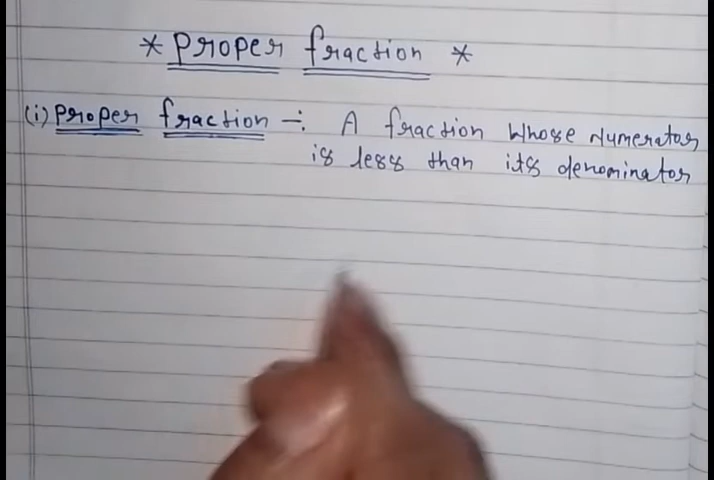 * Proper fraction *
(i) Proper fraction -: A fraction whose Numerator
is less than its denominator